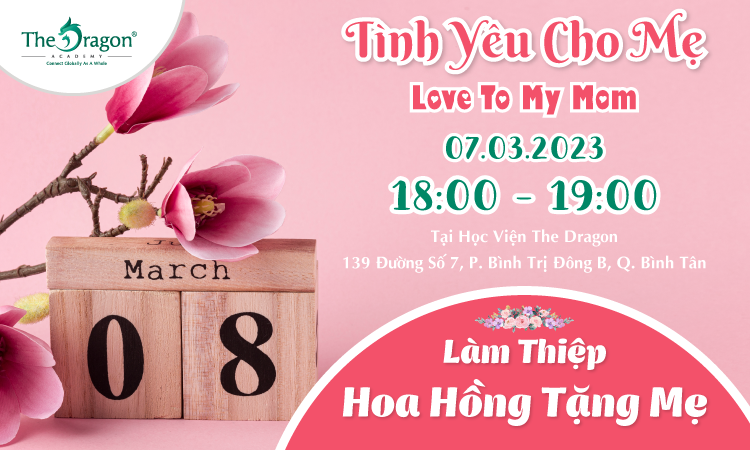 The Dragon®
ACADEMY
Connect Globally As A Whole
Tình Yêu Cho Mẹ
Love To My Mom
07.03.2023
18:00 - 19:00
Tại Học Viện The Dragon
139 Đường Số 7, P. Bình Trị Đông B, Q. Bình Tân
March
08
Làm Thiệp
Hoa Hồng Tặng Mẹ